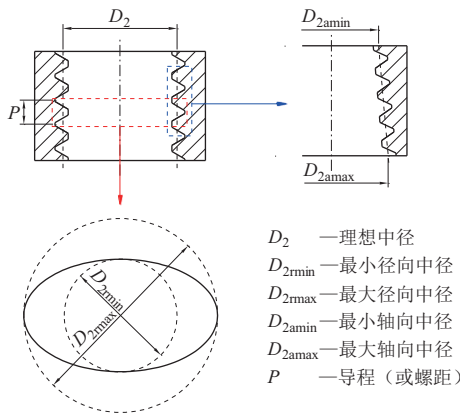 D2
D2amin
P
D2amax
D2rmin
D2rmax
D2 —理想中径
D2rmin —最小径向中径
D2rmax —最大径向中径
D2amin —最小轴向中径
D2amax —最大轴向中径
P —导程（或螺距）